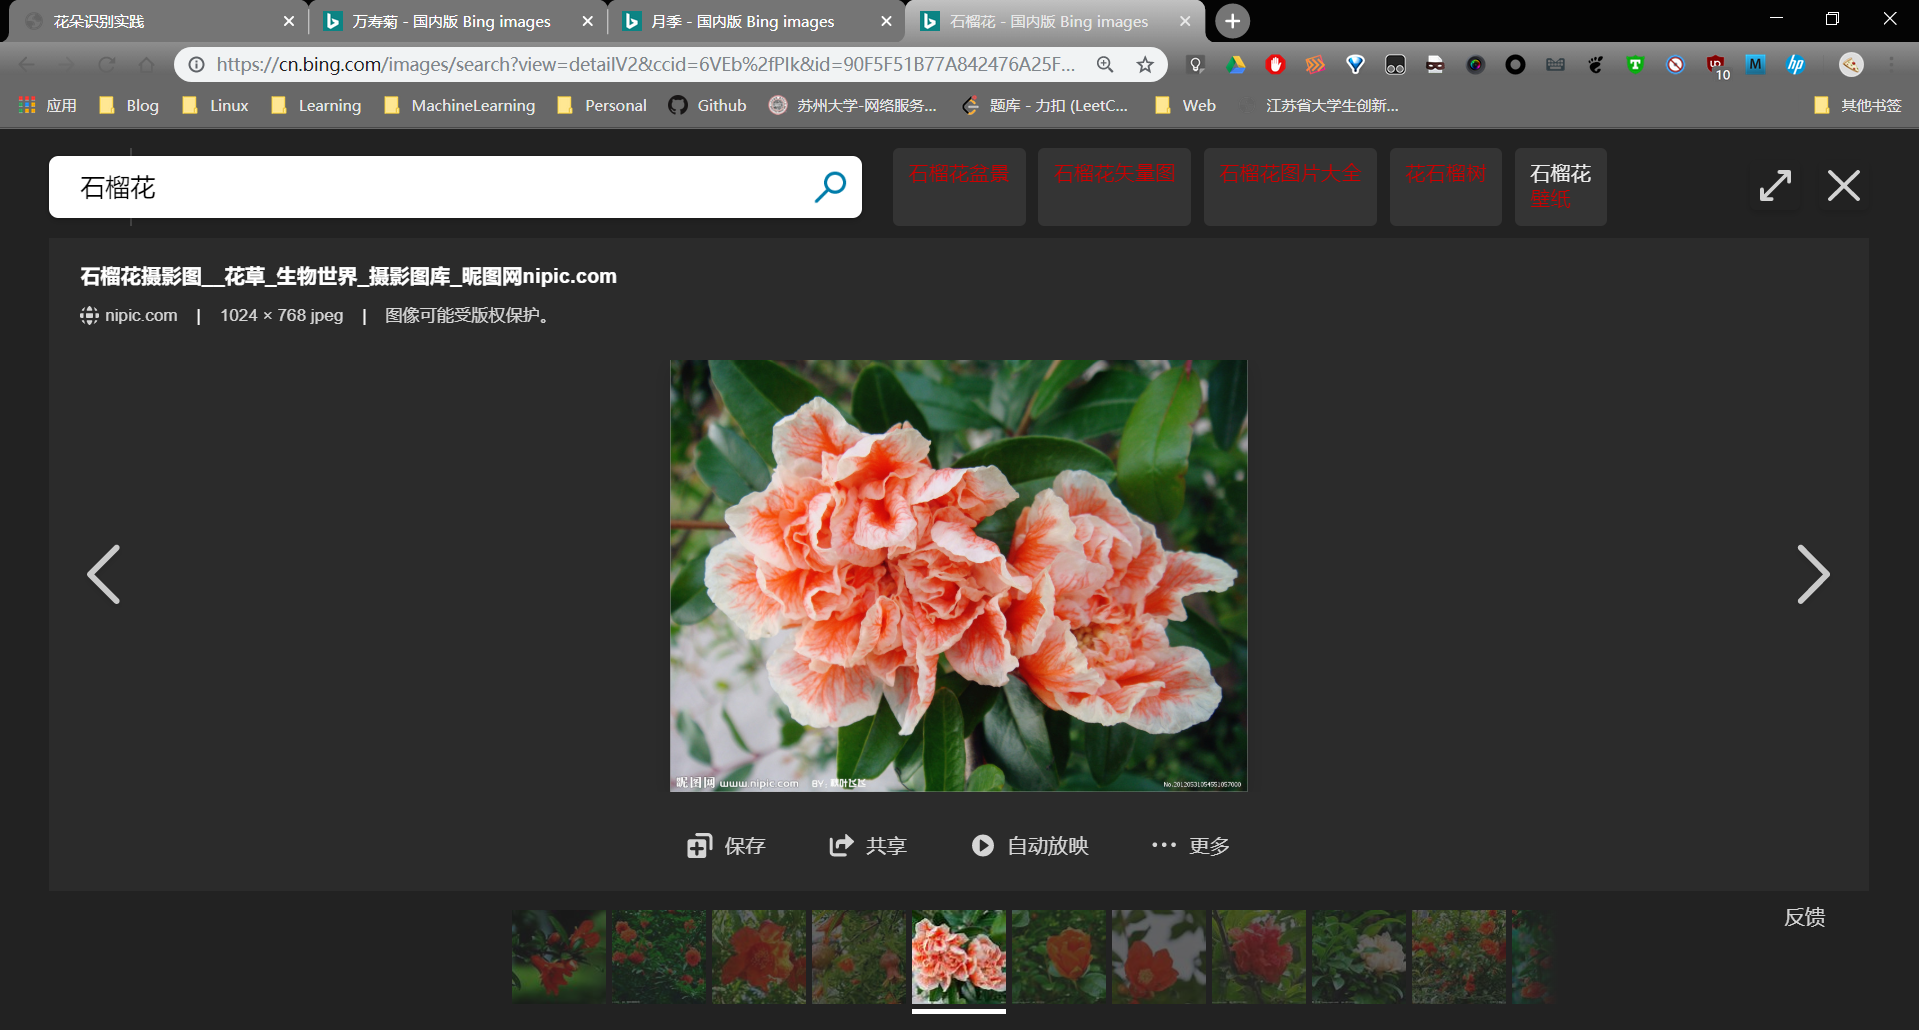 花朵识别实践
万寿菊 - 国内版 Bing images
月季 - 国内版 Bing images
石榴花 - 国内版 Bing images
https://cn.bing.com/images/search?view=detailV2&ccid=6VEb%2fPIk&id=90F5F51B77A842476A25F...
10
应用
Blog
Linux
Learning
MachineLearning
Personal
Github
苏州大学-网络服务...
题库 - 力扣 (LeetC...
Web
江苏省大学生创新...
其他书签
石榴花
石榴花盆景
石榴花矢量图
石榴花图片大全
花石榴树
石榴花
壁纸
石榴花摄影图__花草_生物世界_摄影图库_昵图网nipic.com
nipic.com | 1024 × 768 jpeg | 图像可能受版权保护。
昵图网 www.nipic.com BY:
保存
共享
自动放映
更多
反馈